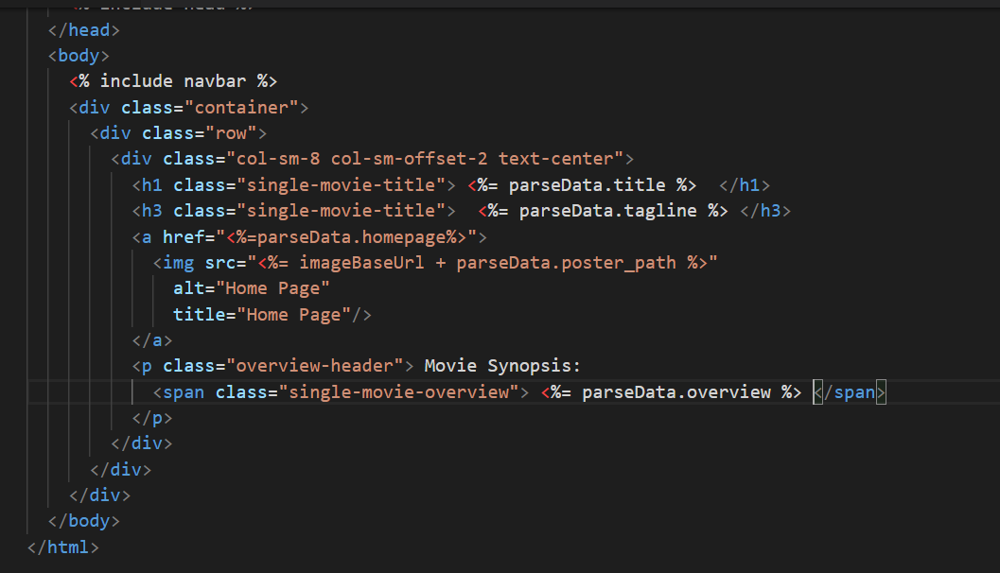 </head>
<body>
<% include navbar %>
<div class="container">
<div class="row">
<div class="col-sm-8 col-sm-offset-2 text-center">
<h1 class="single-movie-title"> <%= parseData.title %>  </h1>
<h3 class="single-movie-title">  <%= parseData.tagline %> </h3>
<a href="<%=parseData.homepage%>">
<img src="<%= imageBaseUrl + parseData.poster_path %>"
alt="Home Page"
title="Home Page"/>
</a>
<p class="overview-header"> Movie Synopsis:
<span class="single-movie-overview"> <%= parseData.overview %> </span>
</p>
</div>
</div>
</div>
</body>
</html>